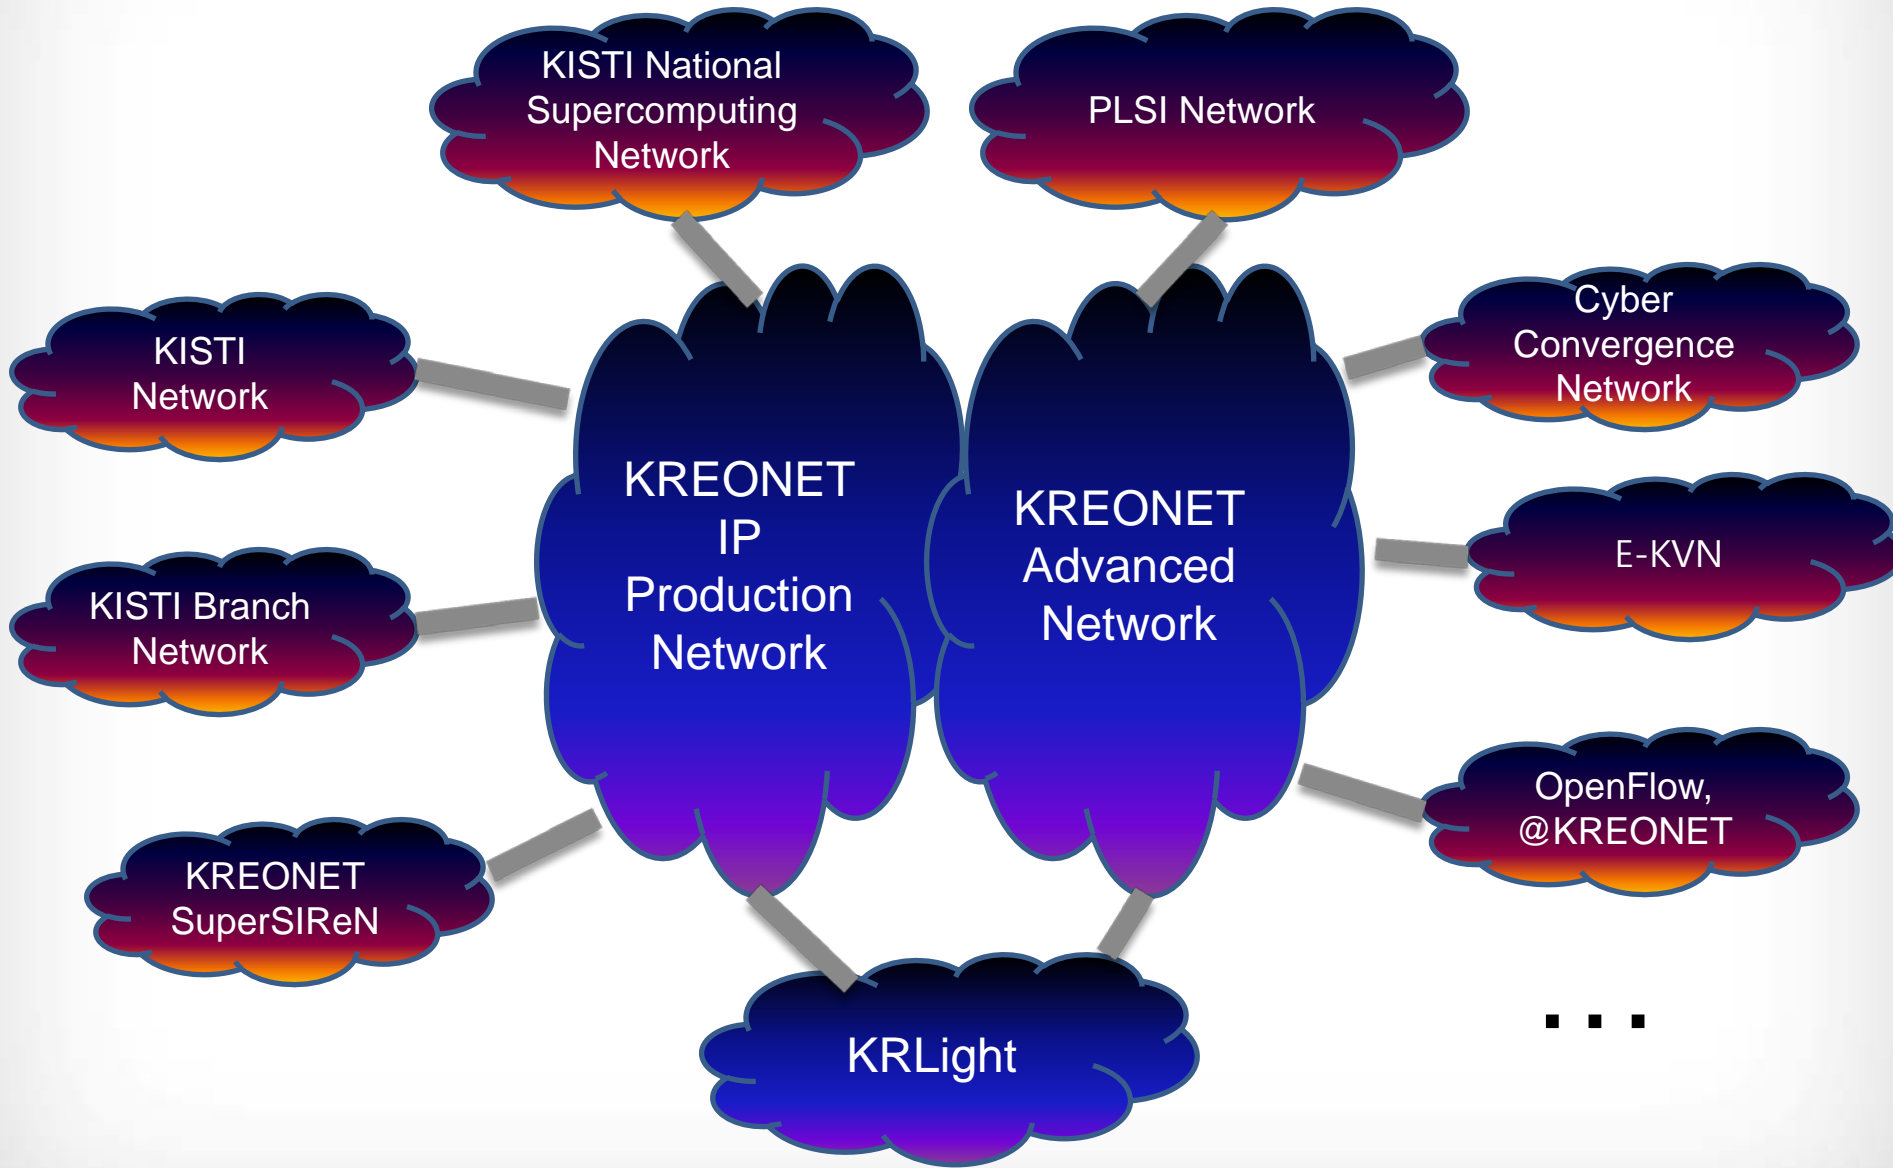 KISTI National
Supercomputing
Network
PLSI Network
KISTI
Network
Cyber
Convergence
Network
KREONET
IP
Production
Network
KREONET
Advanced
Network
E-KVN
KISTI Branch
Network
OpenFlow,
@KREONET
KREONET
SuperSIReN
KRLight
...